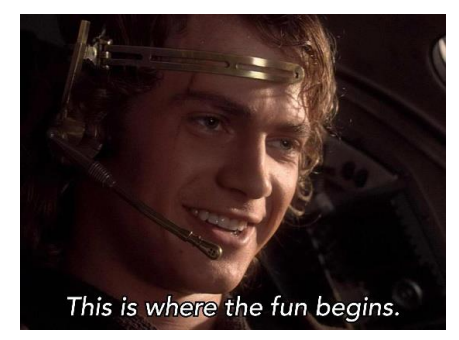 This is where the fun begins.